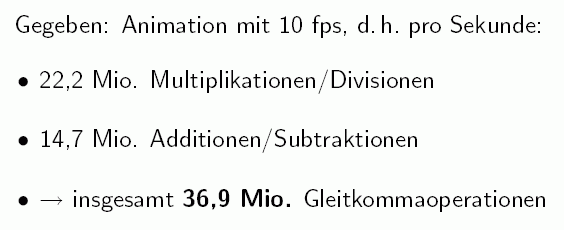 Gegeben: Animation mit 10 fps, d. h. pro Sekunde:
• 22,2 Mio. Multiplikationen/Divisionen
• 14,7 Mio. Additionen/Subtraktionen
• → insgesamt 36,9 Mio. Gleitkommaoperationen